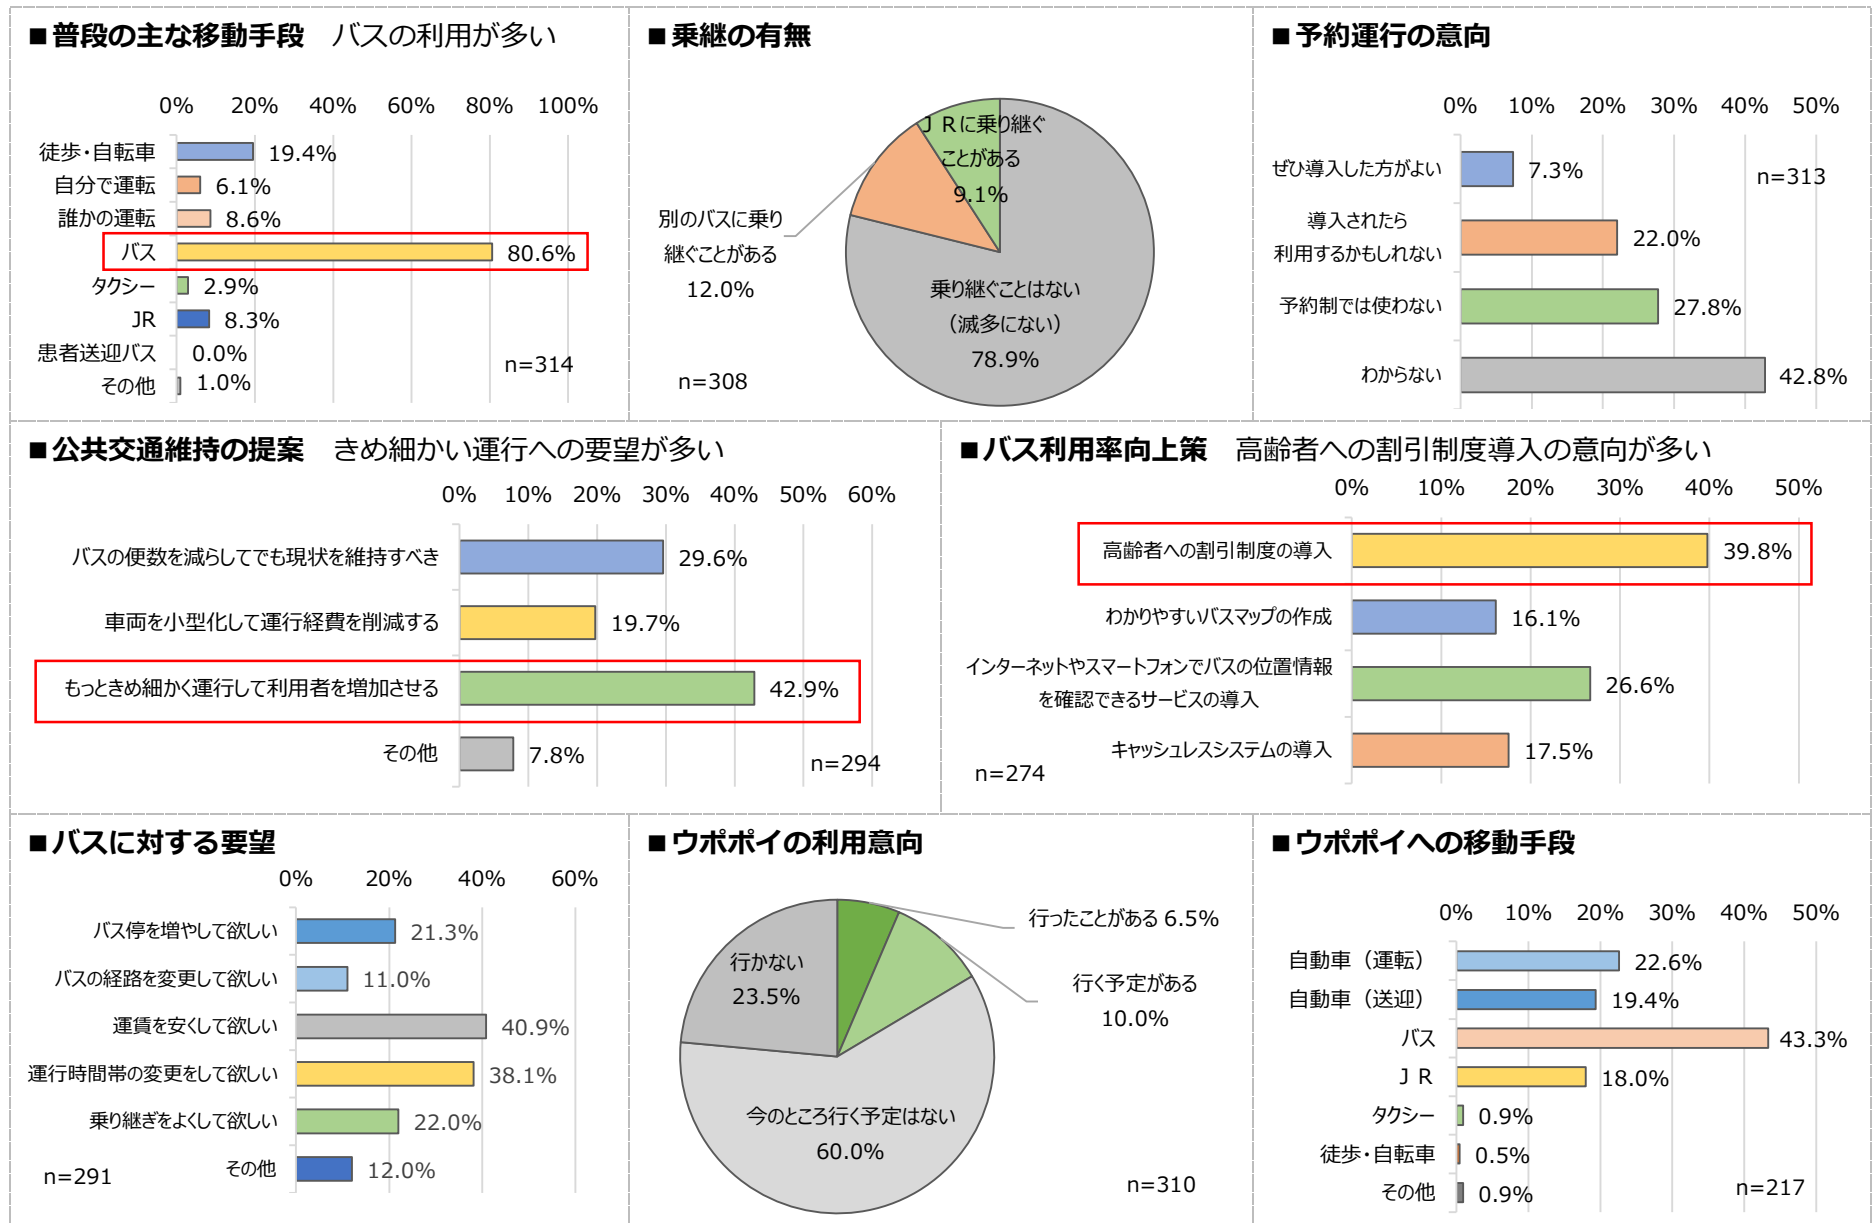 ■普段の主な移動手段　バスの利用が多い
0% 20% 40% 60% 80% 100%
徒歩・自転車 19.4%
自分で運転 6.1%
誰かの運転 8.6%
バス 80.6%
タクシー 2.9%
JR 8.3%
患者送迎バス 0.0%
その他 1.0%
n=314
■乗継の有無
ＪＲに乗り継ぐ
ことがある
9.1%
別のバスに乗り
継ぐことがある
12.0%
乗り継ぐことはない
（滅多にない）
78.9%
n=308
■予約運行の意向
0% 10% 20% 30% 40% 50%
ぜひ導入した方がよい 7.3%
n=313
導入されたら
利用するかもしれない 22.0%
予約制では使わない 27.8%
わからない 42.8%
■公共交通維持の提案　きめ細かい運行への要望が多い
0% 10% 20% 30% 40% 50% 60%
バスの便数を減らしてでも現状を維持すべき 29.6%
車両を小型化して運行経費を削減する 19.7%
もっときめ細かく運行して利用者を増加させる 42.9%
その他 7.8%
n=294
■バス利用率向上策　高齢者への割引制度導入の意向が多い
0% 10% 20% 30% 40% 50%
高齢者への割引制度の導入 39.8%
わかりやすいバスマップの作成 16.1%
インターネットやスマートフォンでバスの位置情報
を確認できるサービスの導入 26.6%
キャッシュレスシステムの導入 17.5%
n=274
■バスに対する要望
0% 20% 40% 60%
バス停を増やして欲しい 21.3%
バスの経路を変更して欲しい 11.0%
運賃を安くして欲しい 40.9%
運行時間帯の変更をして欲しい 38.1%
乗り継ぎをよくして欲しい 22.0%
その他 12.0%
n=291
■ウポポイの利用意向
行ったことがある 6.5%
行く予定がある
10.0%
行かない
23.5%
今のところ行く予定はない
60.0%
n=310
■ウポポイへの移動手段
0% 10% 20% 30% 40% 50%
自動車（運転） 22.6%
自動車（送迎） 19.4%
バス 43.3%
ＪＲ 18.0%
タクシー 0.9%
徒歩・自転車 0.5%
その他 0.9%
n=217